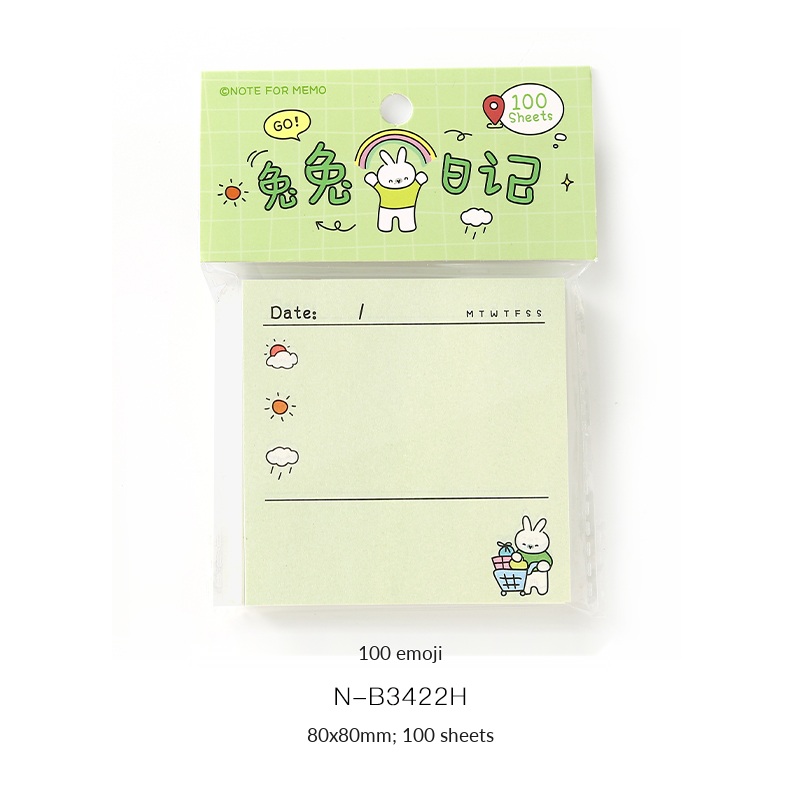 ©NOTE FOR MEMO
100
Sheets
GO!
兔兔日记
Date: /
M T W T F S S
100 emoji
N-B3422H
80x80mm; 100 sheets